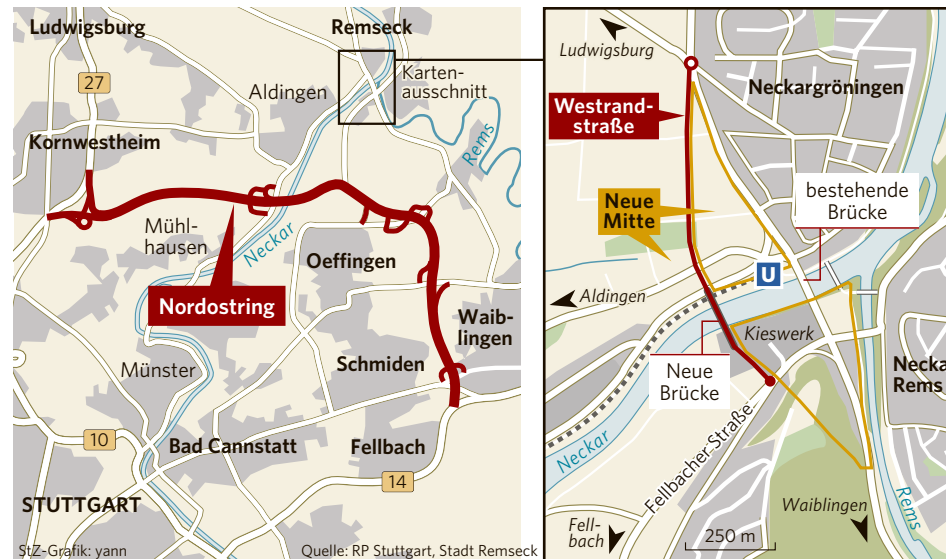 Ludwigsburg
Remseck
27
Aldingen
Karten-
ausschnitt
Kornwestheim
Rems
Mühl-
hausen
Neckar
Oeffingen
Nordostring
Waib-
lingen
Schmiden
Münster
10
Bad Cannstatt
Fellbach
14
STUTTGART
StZ-Grafik: yann
Quelle: RP Stuttgart, Stadt Remseck
Ludwigsburg
Neckargröningen
Westrand-
straße
bestehende
Brücke
Neue
Mitte
U
Aldingen
Kieswerk
Neue
Brücke
Necka
Rems
Neckar
Fellbacher Straße
Waiblingen
Rems
Fell-
bach
250 m